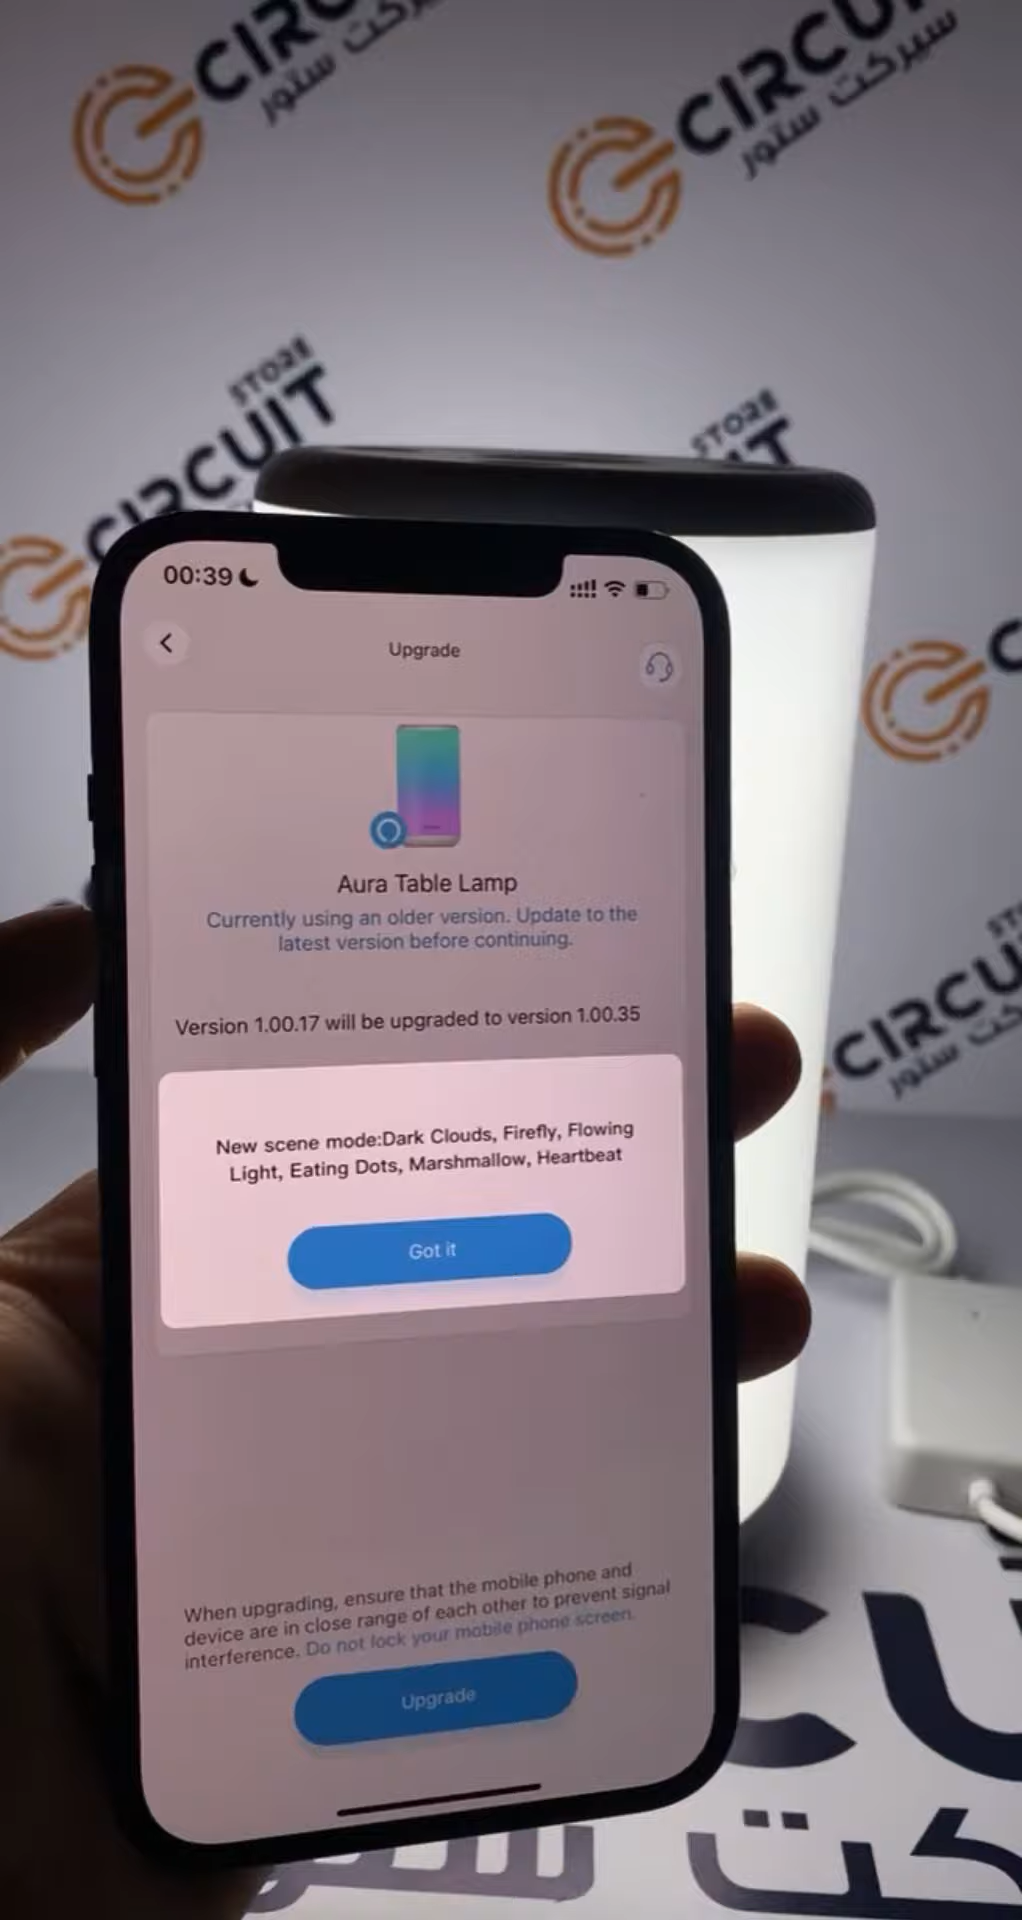 CIRCUIT
سيركت ستور
CIRCUIT
سيركت ستور
STORE
CIRCUIT
STORE
00:39
Upgrade
Aura Table Lamp
Currently using an older version. Update to the
latest version before continuing.
Version 1.00.17 will be upgraded to version 1.00.35
New scene mode:Dark Clouds, Firefly, Flowing
Light, Eating Dots, Marshmallow, Heartbeat
Got it
When upgrading, ensure that the mobile phone and
device are in close range of each other to prevent signal
interference. Do not lock your mobile phone screen.
Upgrade
CIRCU
ستور